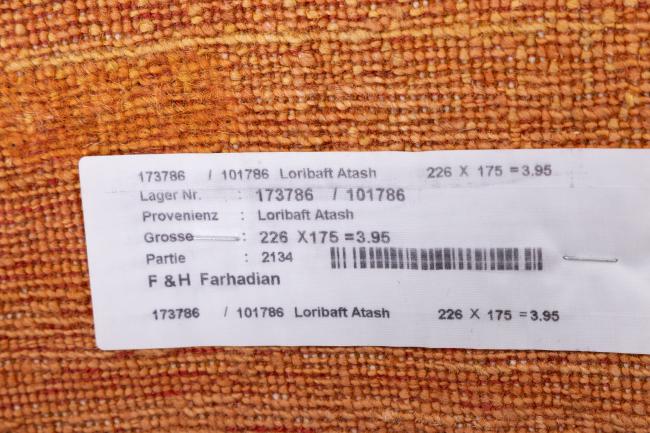 173786 / 101786 Loribaft Atash 226 X 175 = 3.95
Lager Nr. : 173786 / 101786
Provenienz : Loribaft Atash
Grosse : 226 X175 =3.95
Partie : 2134
F & H Farhadian
173786 / 101786 Loribaft Atash 226 X 175 = 3.95